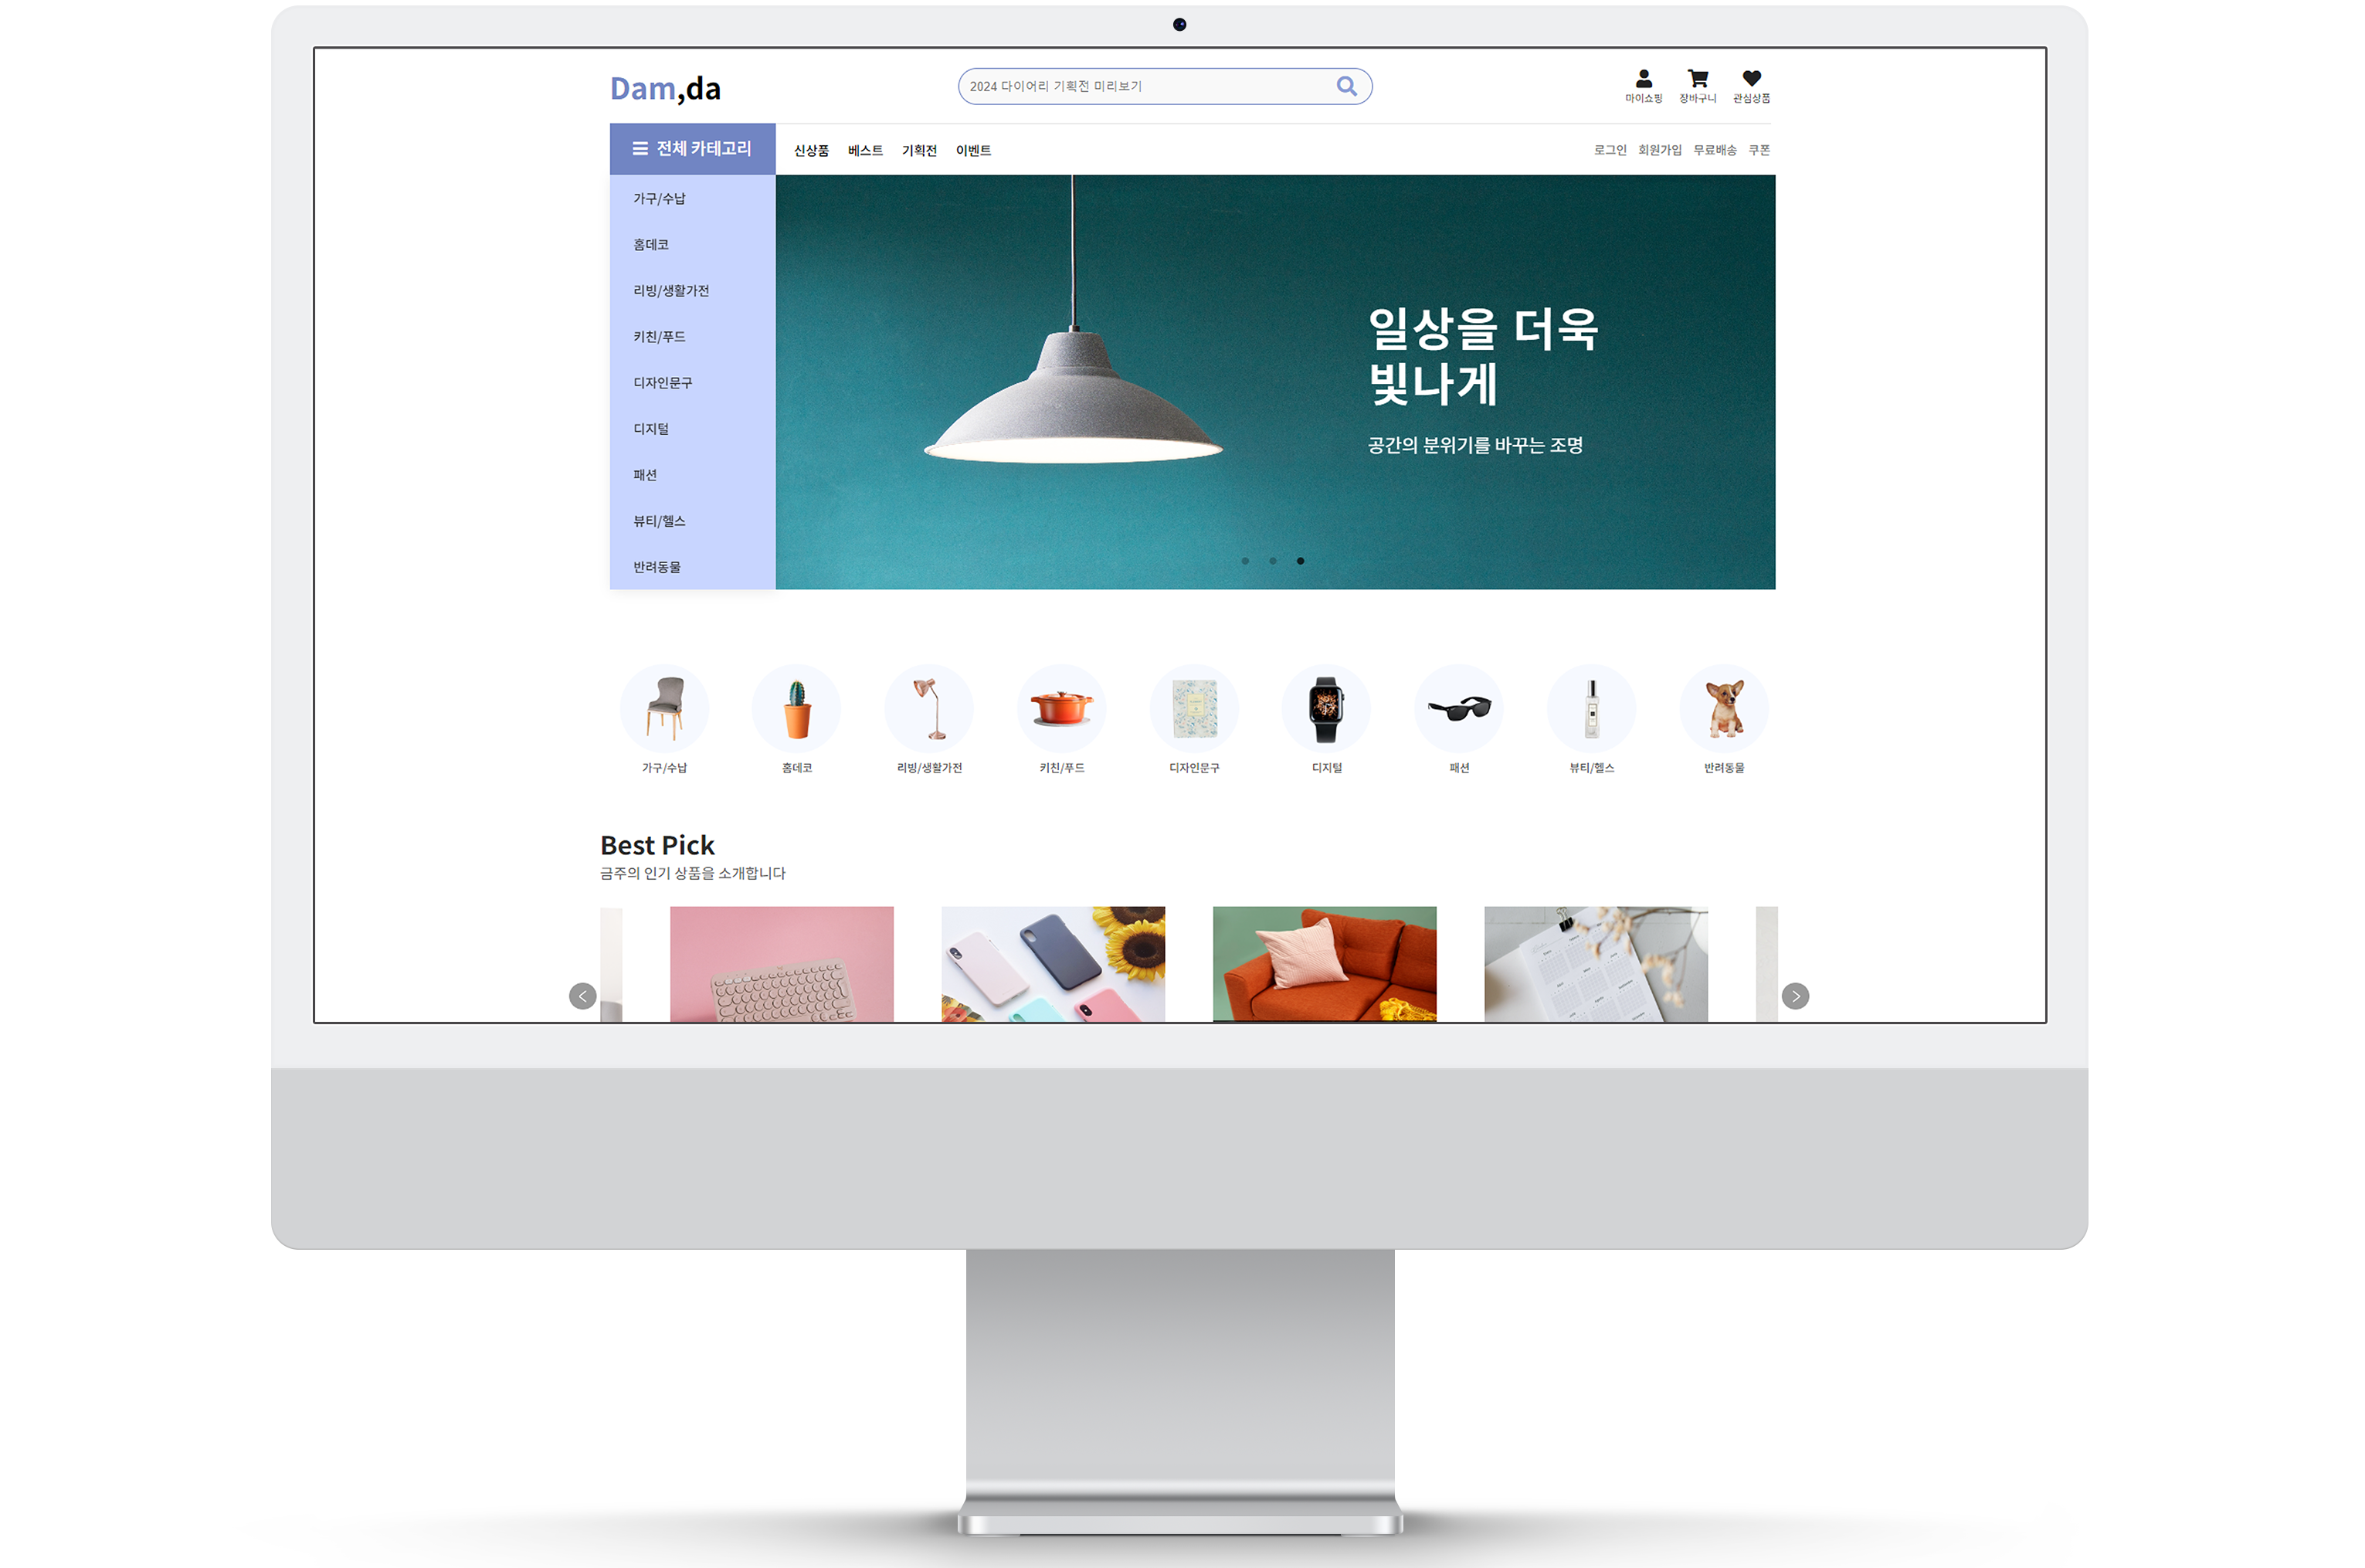 Dam,da
2024 다이어리 기획전 미리보기
마이쇼핑 장바구니 관심상품
전체 카테고리
신상품 베스트 기획전 이벤트
로그인 회원가입 무료배송 쿠폰
가구/수납
홈데코
리빙/생활가전
키친/푸드
디자인문구
디지털
패션
뷰티/헬스
반려동물
일상을 더욱
빛나게
공간의 분위기를 바꾸는 조명
가구/수납 홈데코 리빙/생활가전 키친/푸드 디자인문구 디지털 패션 뷰티/헬스 반려동물
Best Pick
금주의 인기 상품을 소개합니다